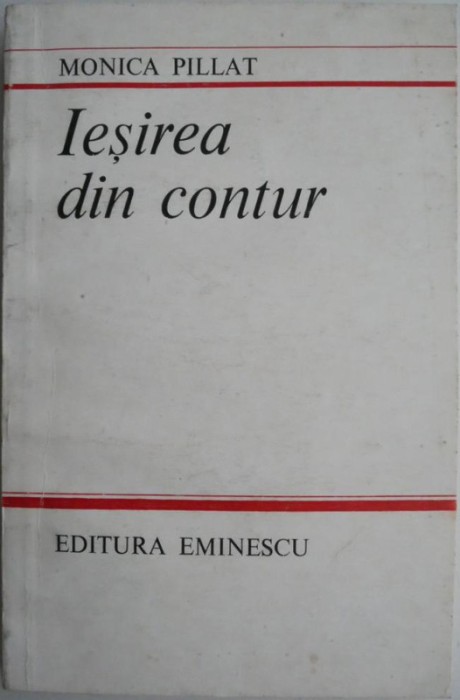 MONICA PILLAT
Ieșirea
din contur
EDITURA EMINESCU